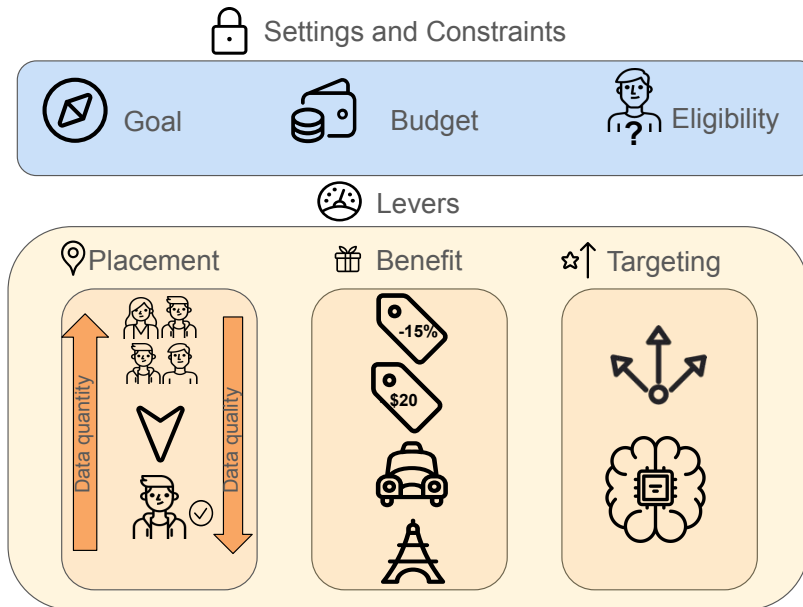 Settings and Constraints
Goal
Budget
Eligibility
?
Levers
Placement
Benefit
Targeting
Data quantity
Data quality
-15%
$20